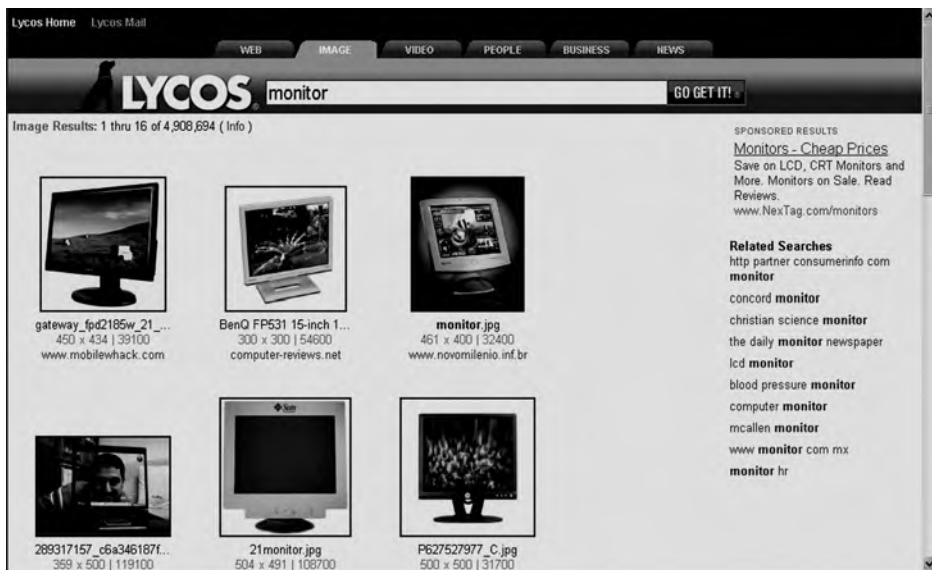 Lycos Home Lycos Mail
WEB IMAGE VIDEO PEOPLE BUSINESS NEWS
LYCOS® monitor GO GET IT!
Image Results: 1 thru 16 of 4,908,694 ( Info )
gateway_fpd2185w_21_...
450 x 434 | 39100
www.mobilewhack.com
BenQ FP531 15-inch 1...
300 x 300 | 54600
computer-reviews.net
monitor.jpg
461 x 400 | 32400
www.novomilenio.inf.br
Sun
289317157_c6a346187f...
359 x 500 | 119100
21monitor.jpg
504 x 491 | 108700
P627527977_C.jpg
500 x 500 | 31700
SPONSORED RESULTS
Monitors - Cheap Prices
Save on LCD, CRT Monitors and
More. Monitors on Sale. Read
Reviews.
www.NexTag.com/monitors
Related Searches
http partner consumerinfo com
monitor
concord monitor
christian science monitor
the daily monitor newspaper
lcd monitor
blood pressure monitor
computer monitor
mcallen monitor
www monitor com mx
monitor hr